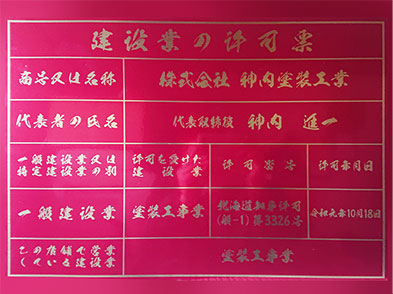 建設業の许可票
商号又は名称
株式会社 神内塗装工業
代表者の氏名
代表取締役 神内 進一
一般建設業又は
特定建設業の別
許可を受けた
建設業
許可番号
許可年月日
一般建設業
塗装工事業
北海道知事許可
(般-1)第3326号
令和元年10月18日
この店舗で営業
している建設業
塗装工事業